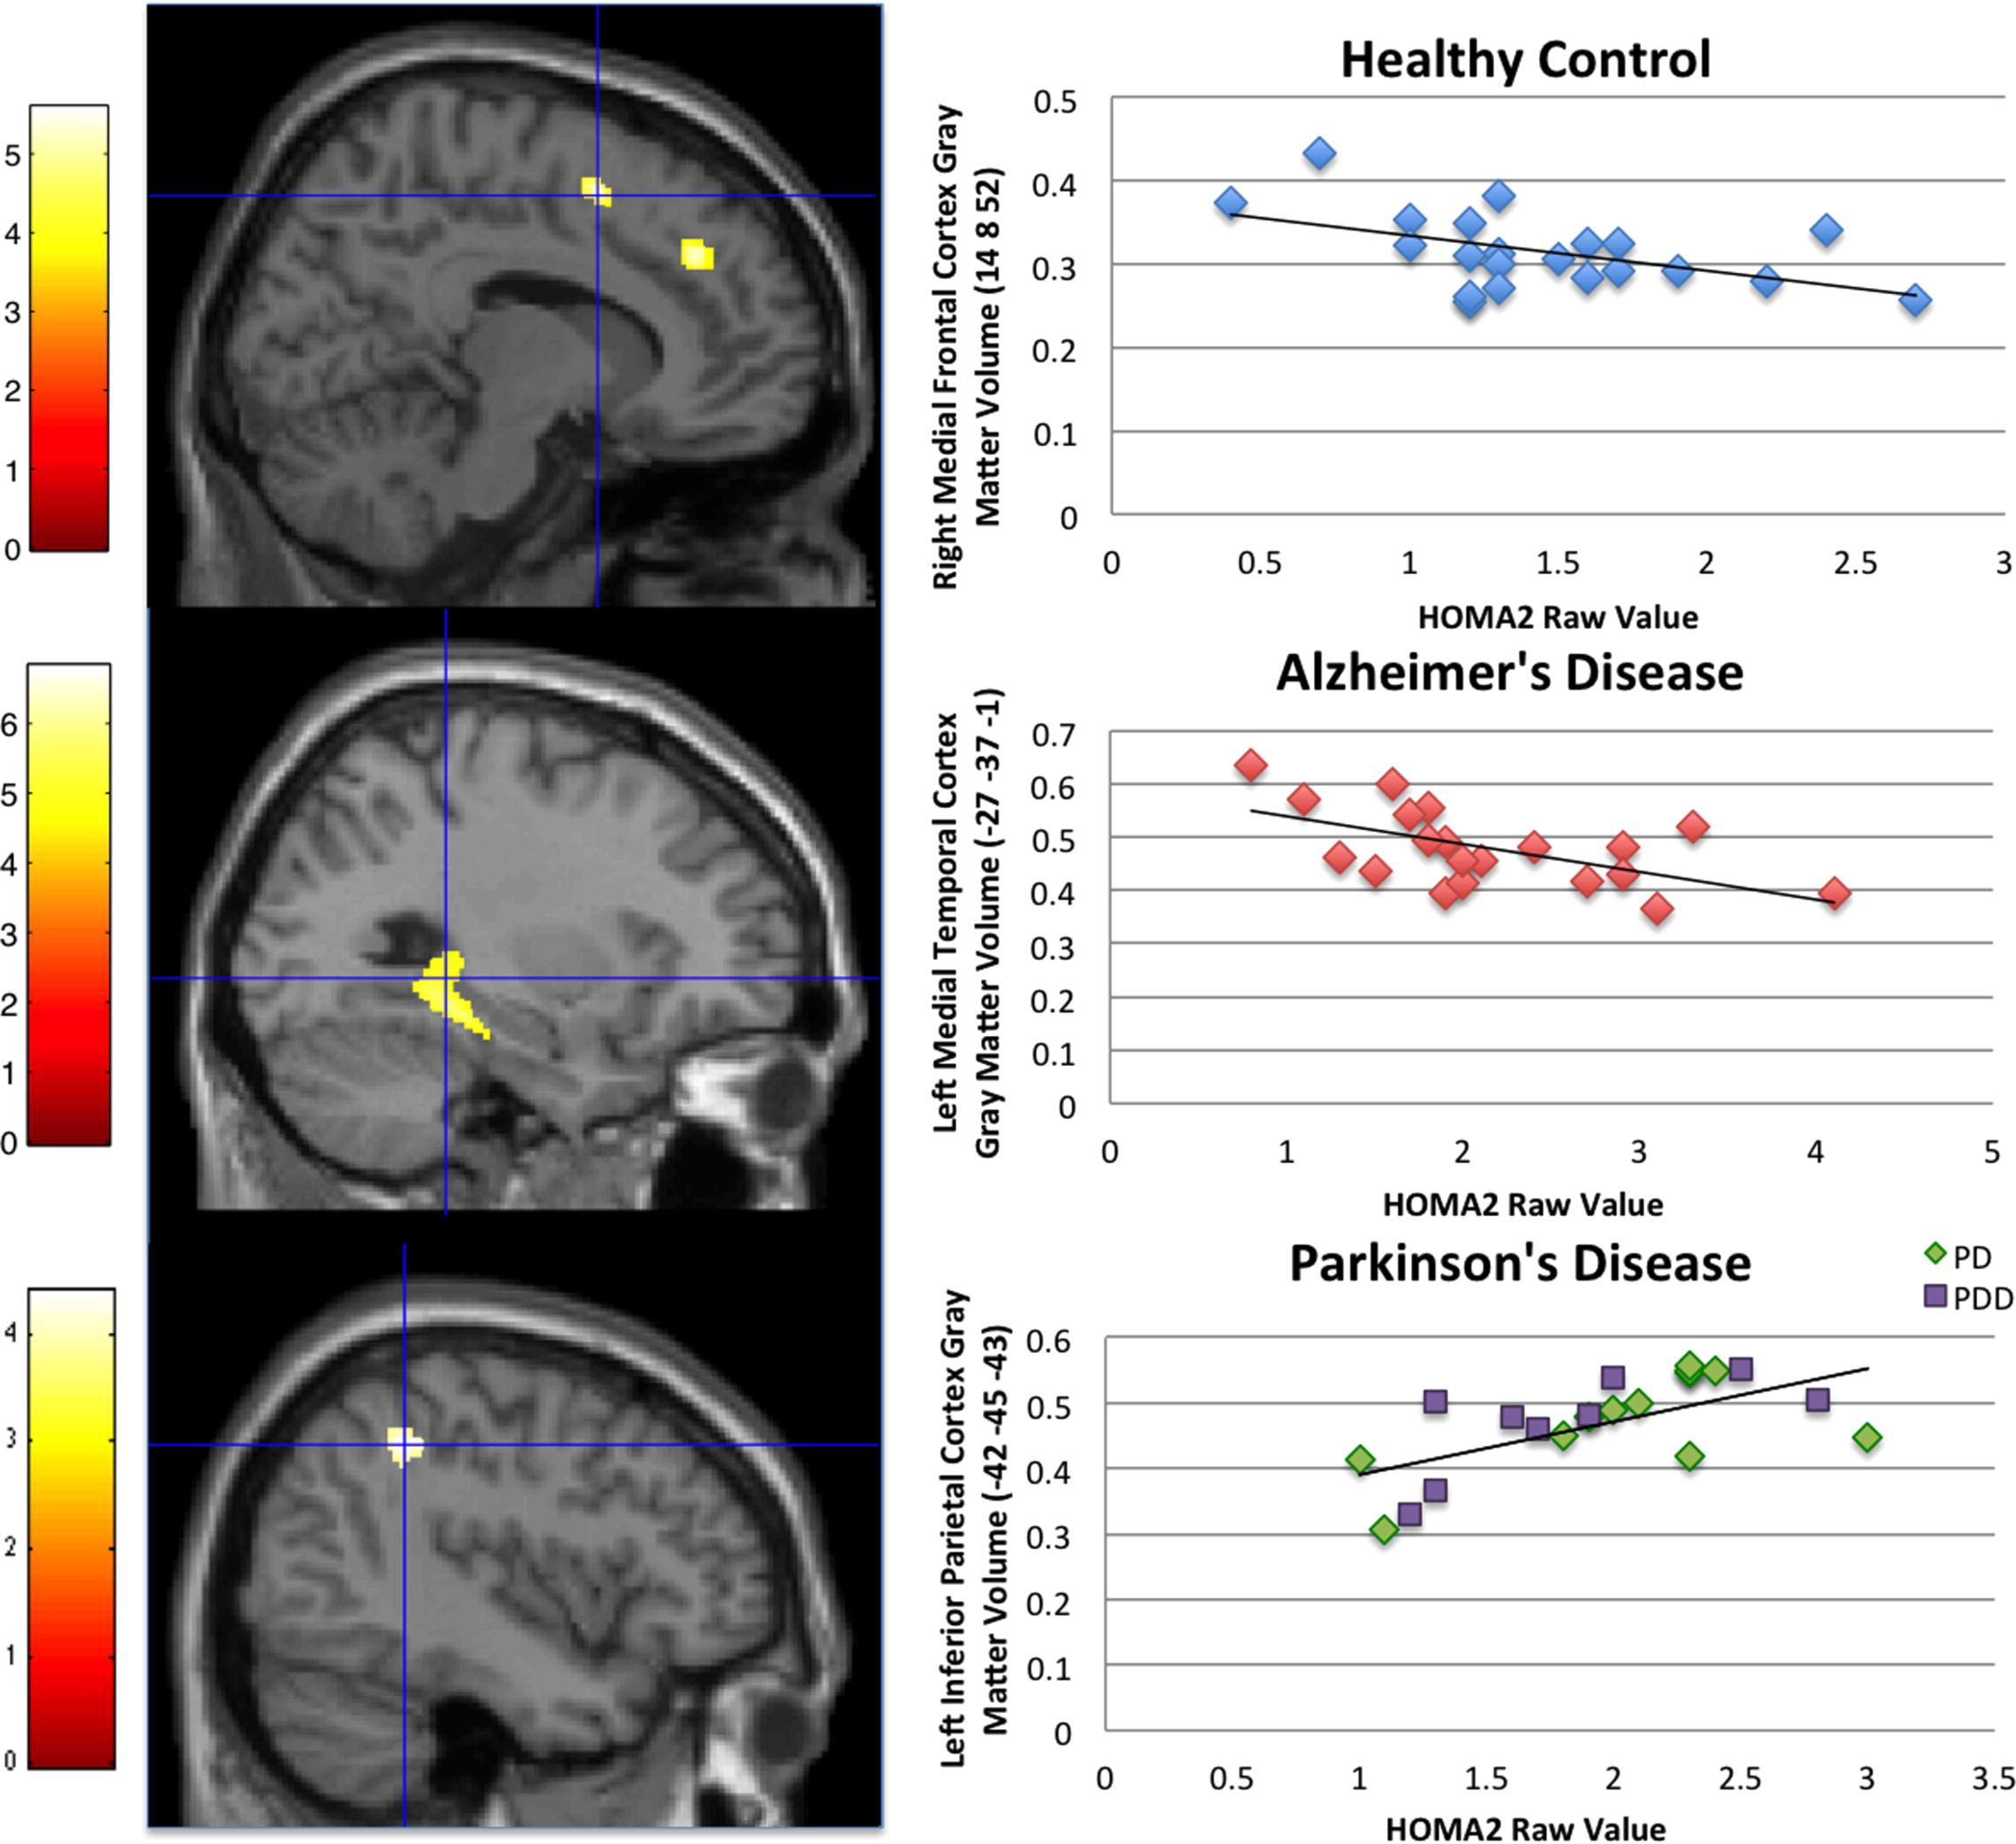 Healthy Control
Right Medial Frontal Cortex Gray
Matter Volume (14 8 52)
0.5
0.4
0.3
0.2
0.1
0
0 0.5 1 1.5 2 2.5 3
HOMA2 Raw Value
5
4
3
2
1
0
Alzheimer's Disease
Left Medial Temporal Cortex
Gray Matter Volume (-27 -37 -1)
0.7
0.6
0.5
0.4
0.3
0.2
0.1
0
0 1 2 3 4 5
HOMA2 Raw Value
6
5
4
3
2
1
0
Parkinson's Disease
PD
PDD
Left Inferior Parietal Cortex Gray
Matter Volume (-42 -45 -43)
0.6
0.5
0.4
0.3
0.2
0.1
0
0 0.5 1 1.5 2 2.5 3 3.5
HOMA2 Raw Value
4
3
2
1
0